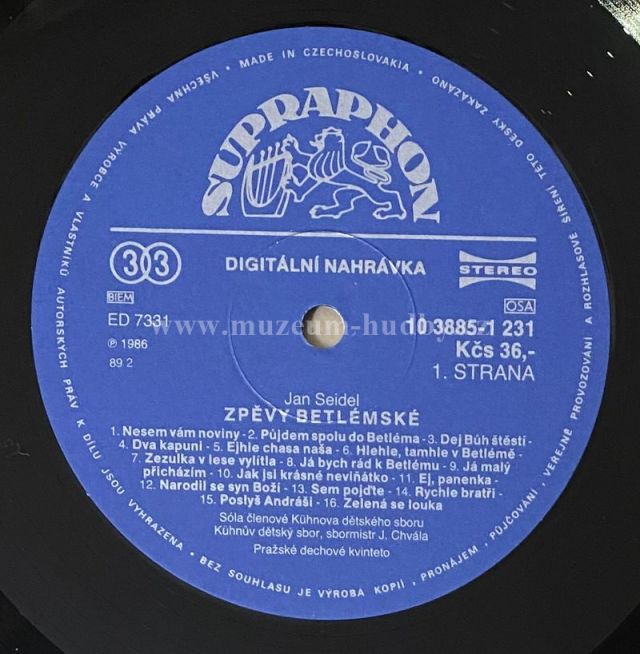 VŠECHNA PRÁVA VÝROBCE A VLASTNÍKŮ AUTORSKÝCH PRÁV K DÍLU JSOU VYHRAZENA • BEZ SOUHLASU JE VÝROBA KOPIÍ, PRONÁJEM, PŮJČOVÁNÍ, VEŘEJNÉ PROVOZOVÁNÍ A ROZHLASOVÉ ŠÍŘENÍ TÉTO DESKY ZAKÁZÁNO • MADE IN CZECHOSLOVAKIA •
SUPRAPHON
33
DIGITÁLNÍ NAHRÁVKA
STEREO
BIEM
OSA
ED 7331
10 3885-1 231
www.muzeum-hudby.cz
℗ 1986
Kčs 36,-
89 2
1. STRANA
Jan Seidel
ZPĚVY BETLÉMSKÉ
1. Nesem vám noviny - 2. Půjdem spolu do Betléma - 3. Dej Bůh štěstí -
4. Dva kapuni - 5. Ejhle chasa naša - 6. Hlehle, tamhle v Betlémě -
7. Zezulka v lese vylítla - 8. Já bych rád k Betlému - 9. Já malý
přicházím - 10. Jak jsi krásné neviňátko - 11. Ej, panenka -
12. Narodil se syn Boží - 13. Sem pojďte - 14. Rychle bratři -
15. Poslyš Andráši - 16. Zelená se louka
Sóla členové Kühnova dětského sboru
Kühnův dětský sbor, sbormistr J. Chvála
Pražské dechové kvinteto